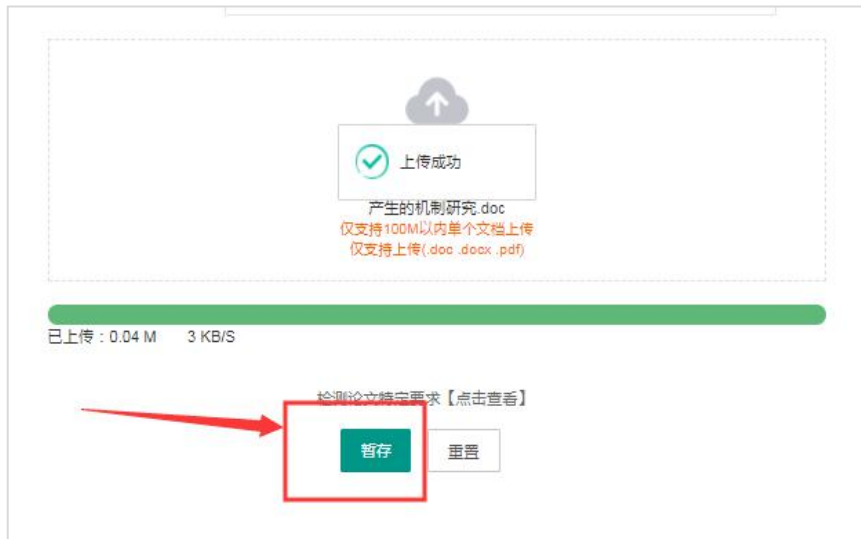 上传成功
产生的机制研究.doc
仅支持100M以内单个文档上传
仅支持上传(.doc .docx .pdf)
已上传：0.04 M 3 KB/S
检测论文特定要求【点击查看】
暂存 重置